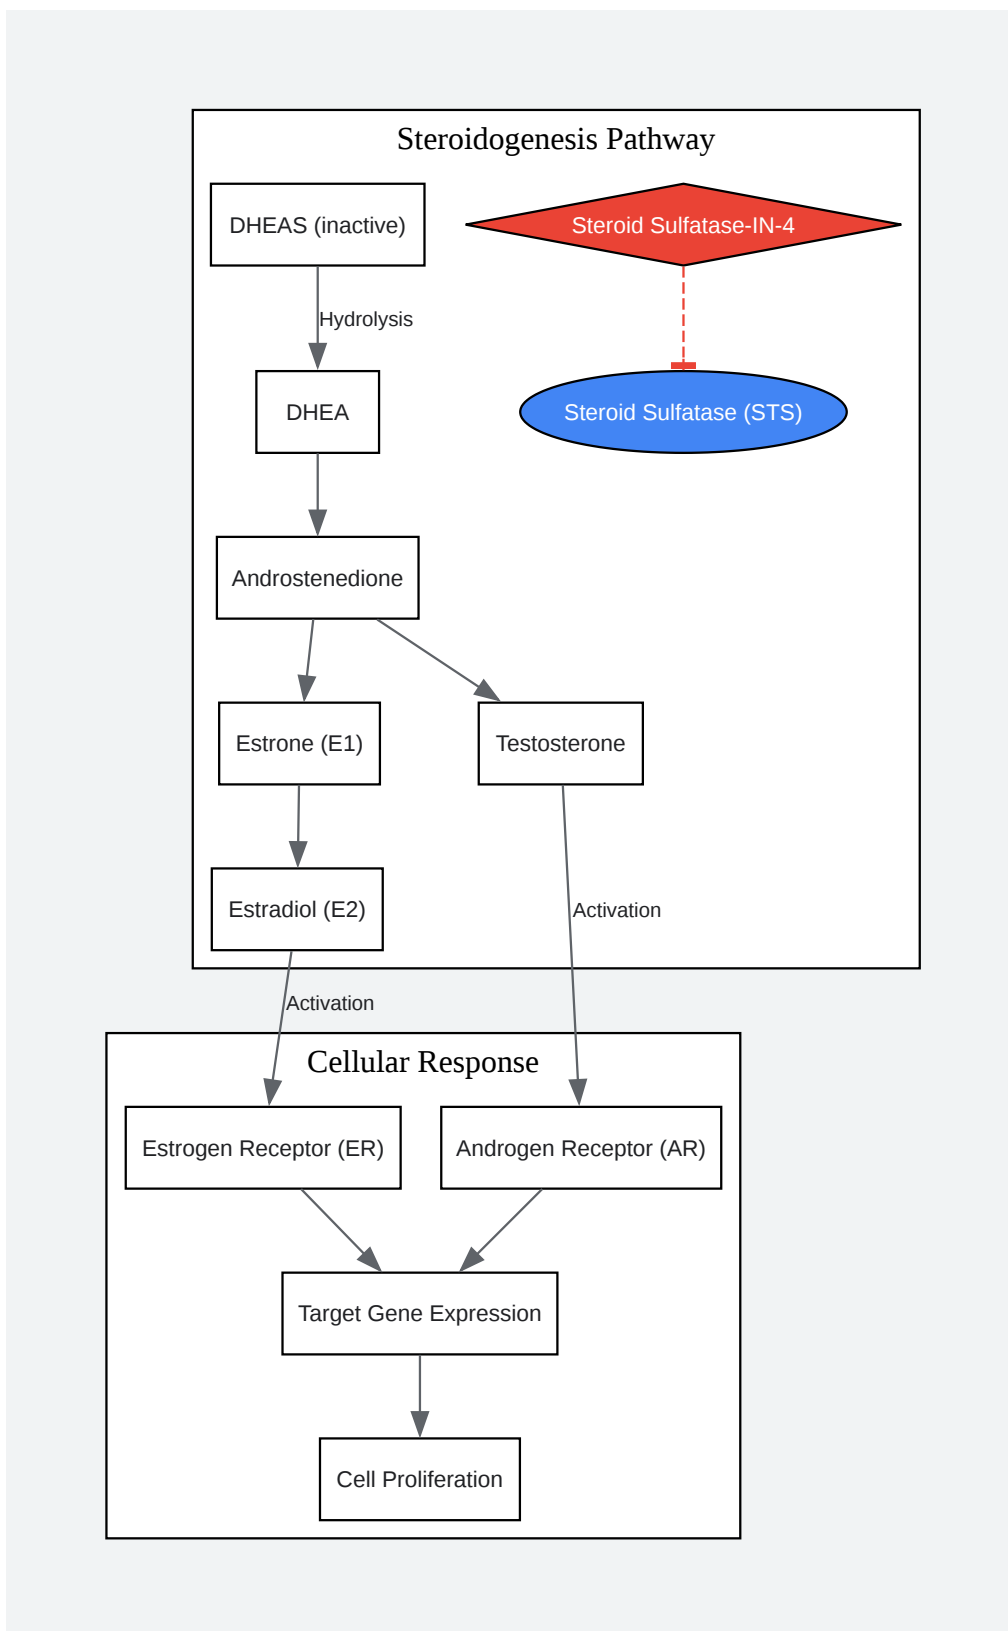 Steroidogenesis Pathway
DHEAS (inactive)
Steroid Sulfatase-IN-4
Hydrolysis
DHEA
Steroid Sulfatase (STS)
Androstenedione
Estrone (E1)
Testosterone
Estradiol (E2)
Activation
Activation
Cellular Response
Estrogen Receptor (ER)
Androgen Receptor (AR)
Target Gene Expression
Cell Proliferation